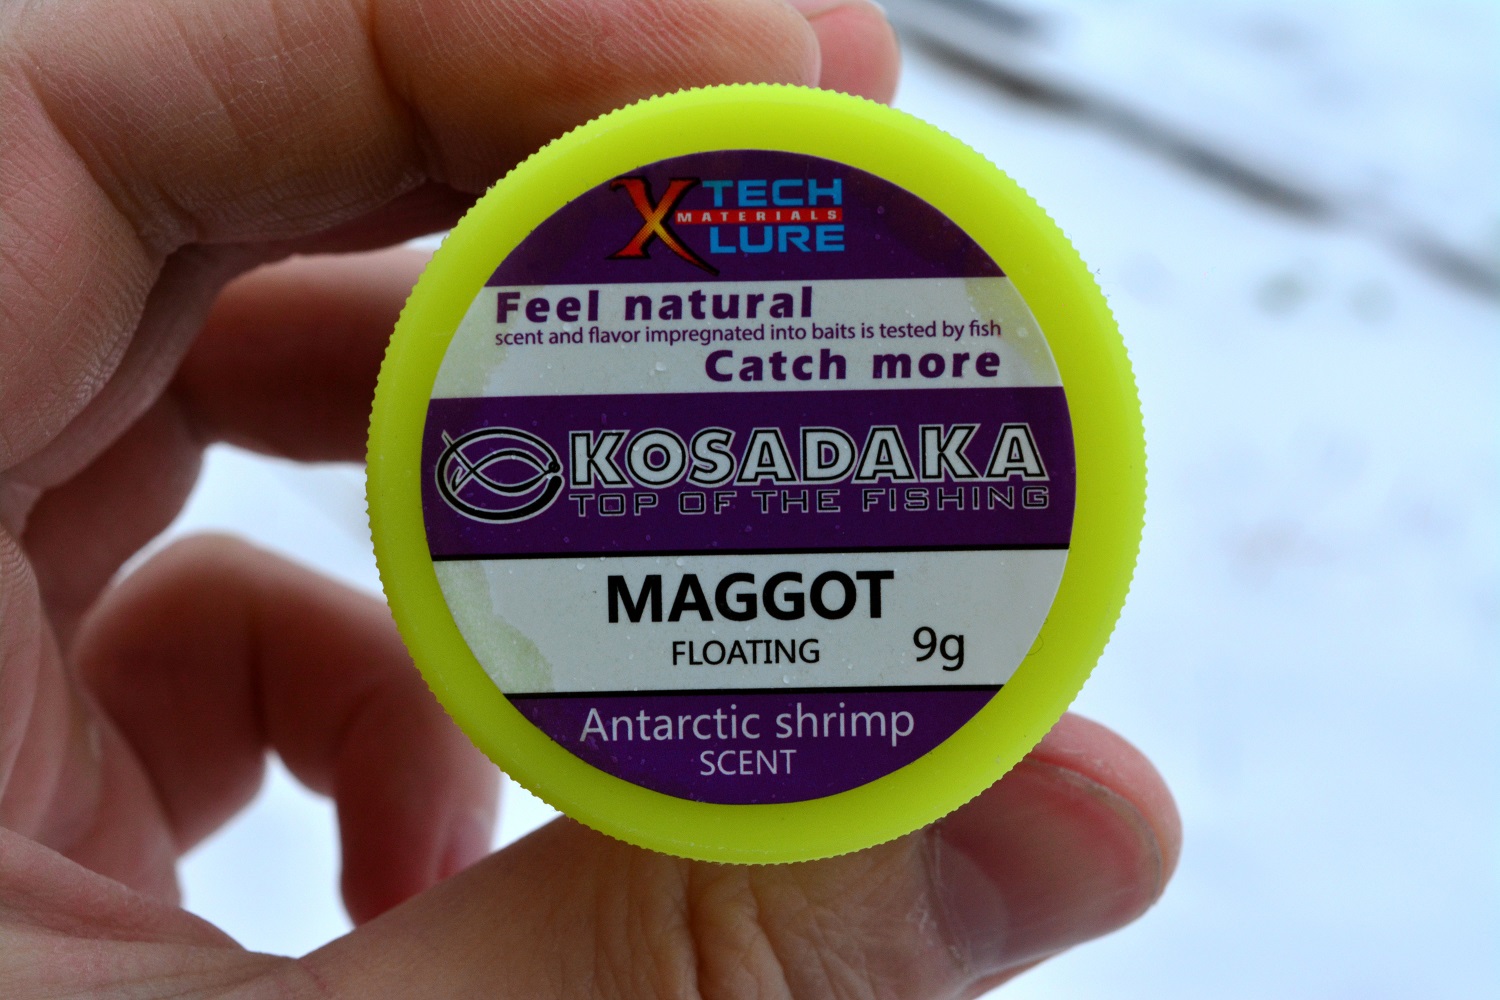 X TECH
MATERIALS
LURE
Feel natural
scent and flavor impregnated into baits is tested by fish
Catch more
KOSADAKA
TOP OF THE FISHING
MAGGOT
FLOATING 9g
Antarctic shrimp
SCENT